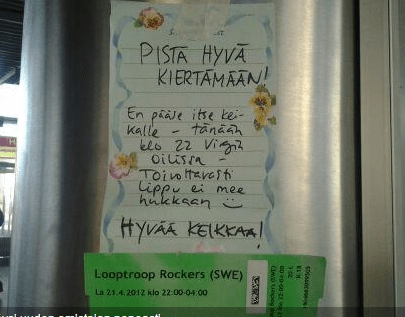 PISTÄ HYVÄ
KIERTÄMÄÄN!
En pääse itse kei-
kalle - tänään
klo 22 Virgin
Oilissa -
Toivottavasti
lippu ei mee
hukkaan
HYVÄÄ KEIKKAA!
Looptroop Rockers (SWE)
La 21.4.2012 klo 22:00-04:00